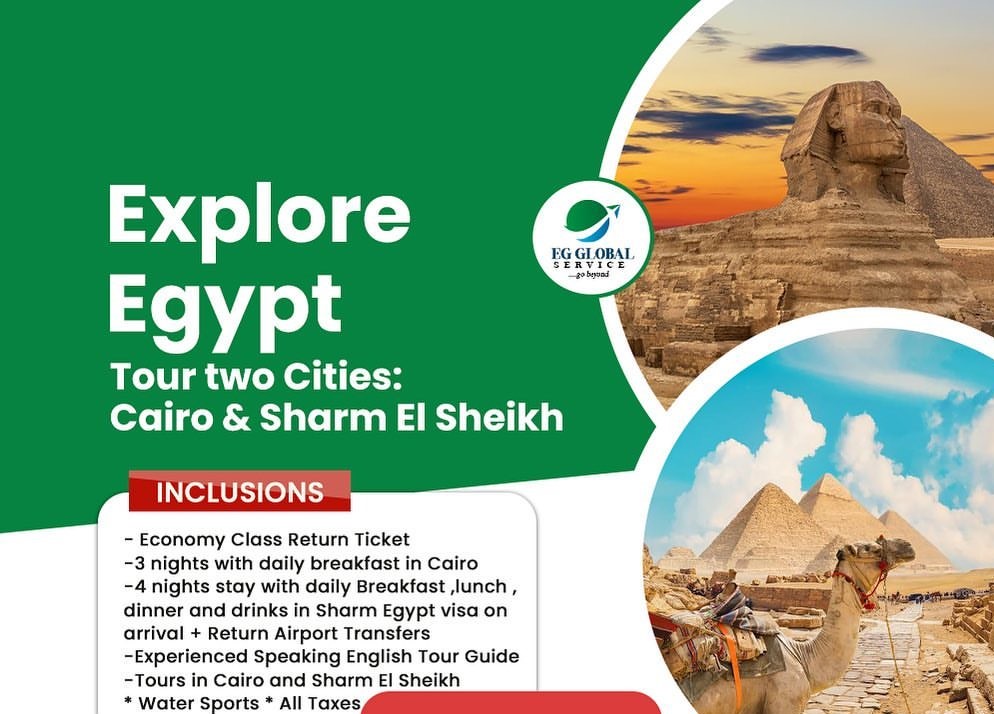 Explore
Egypt
Tour two Cities:
Cairo & Sharm El Sheikh
EG GLOBAL
SERVICE
...go beyond
INCLUSIONS
- Economy Class Return Ticket
-3 nights with daily breakfast in Cairo
-4 nights stay with daily Breakfast ,lunch ,
dinner and drinks in Sharm Egypt visa on
arrival + Return Airport Transfers
-Experienced Speaking English Tour Guide
-Tours in Cairo and Sharm El Sheikh
* Water Sports * All Taxes